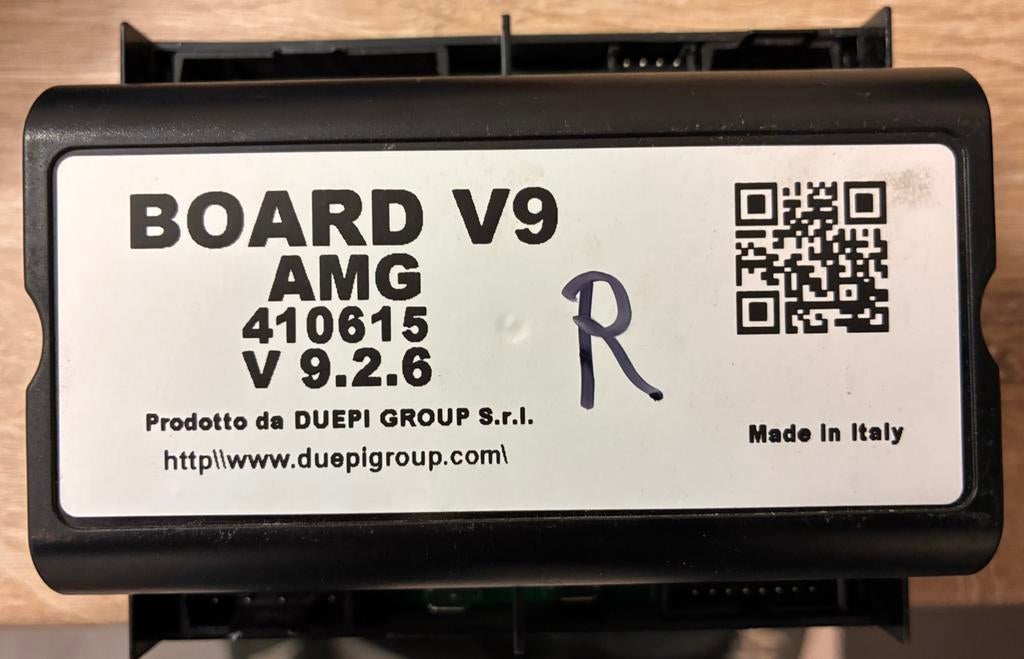 BOARD V9
AMG
410615
V 9.2.6
R
Prodotto da DUEPI GROUP S.r.l.
http\\www.duepigroup.com\
Made in Italy